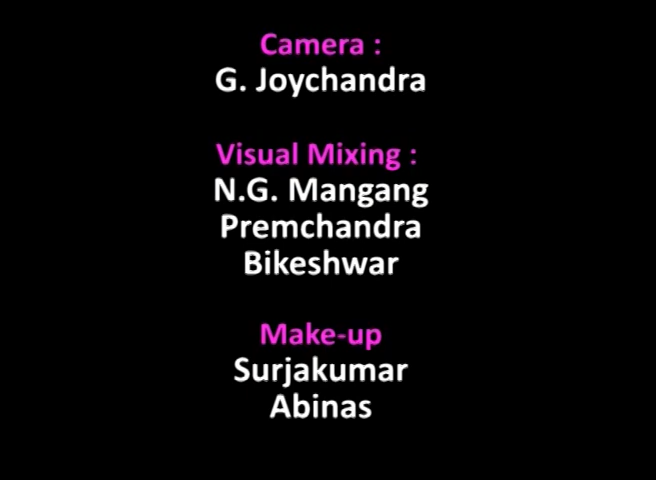 Camera :
G. Joychandra
Visual Mixing :
N.G. Mangang
Premchandra
Bikeshwar
Make-up
Surjakumar
Abinas